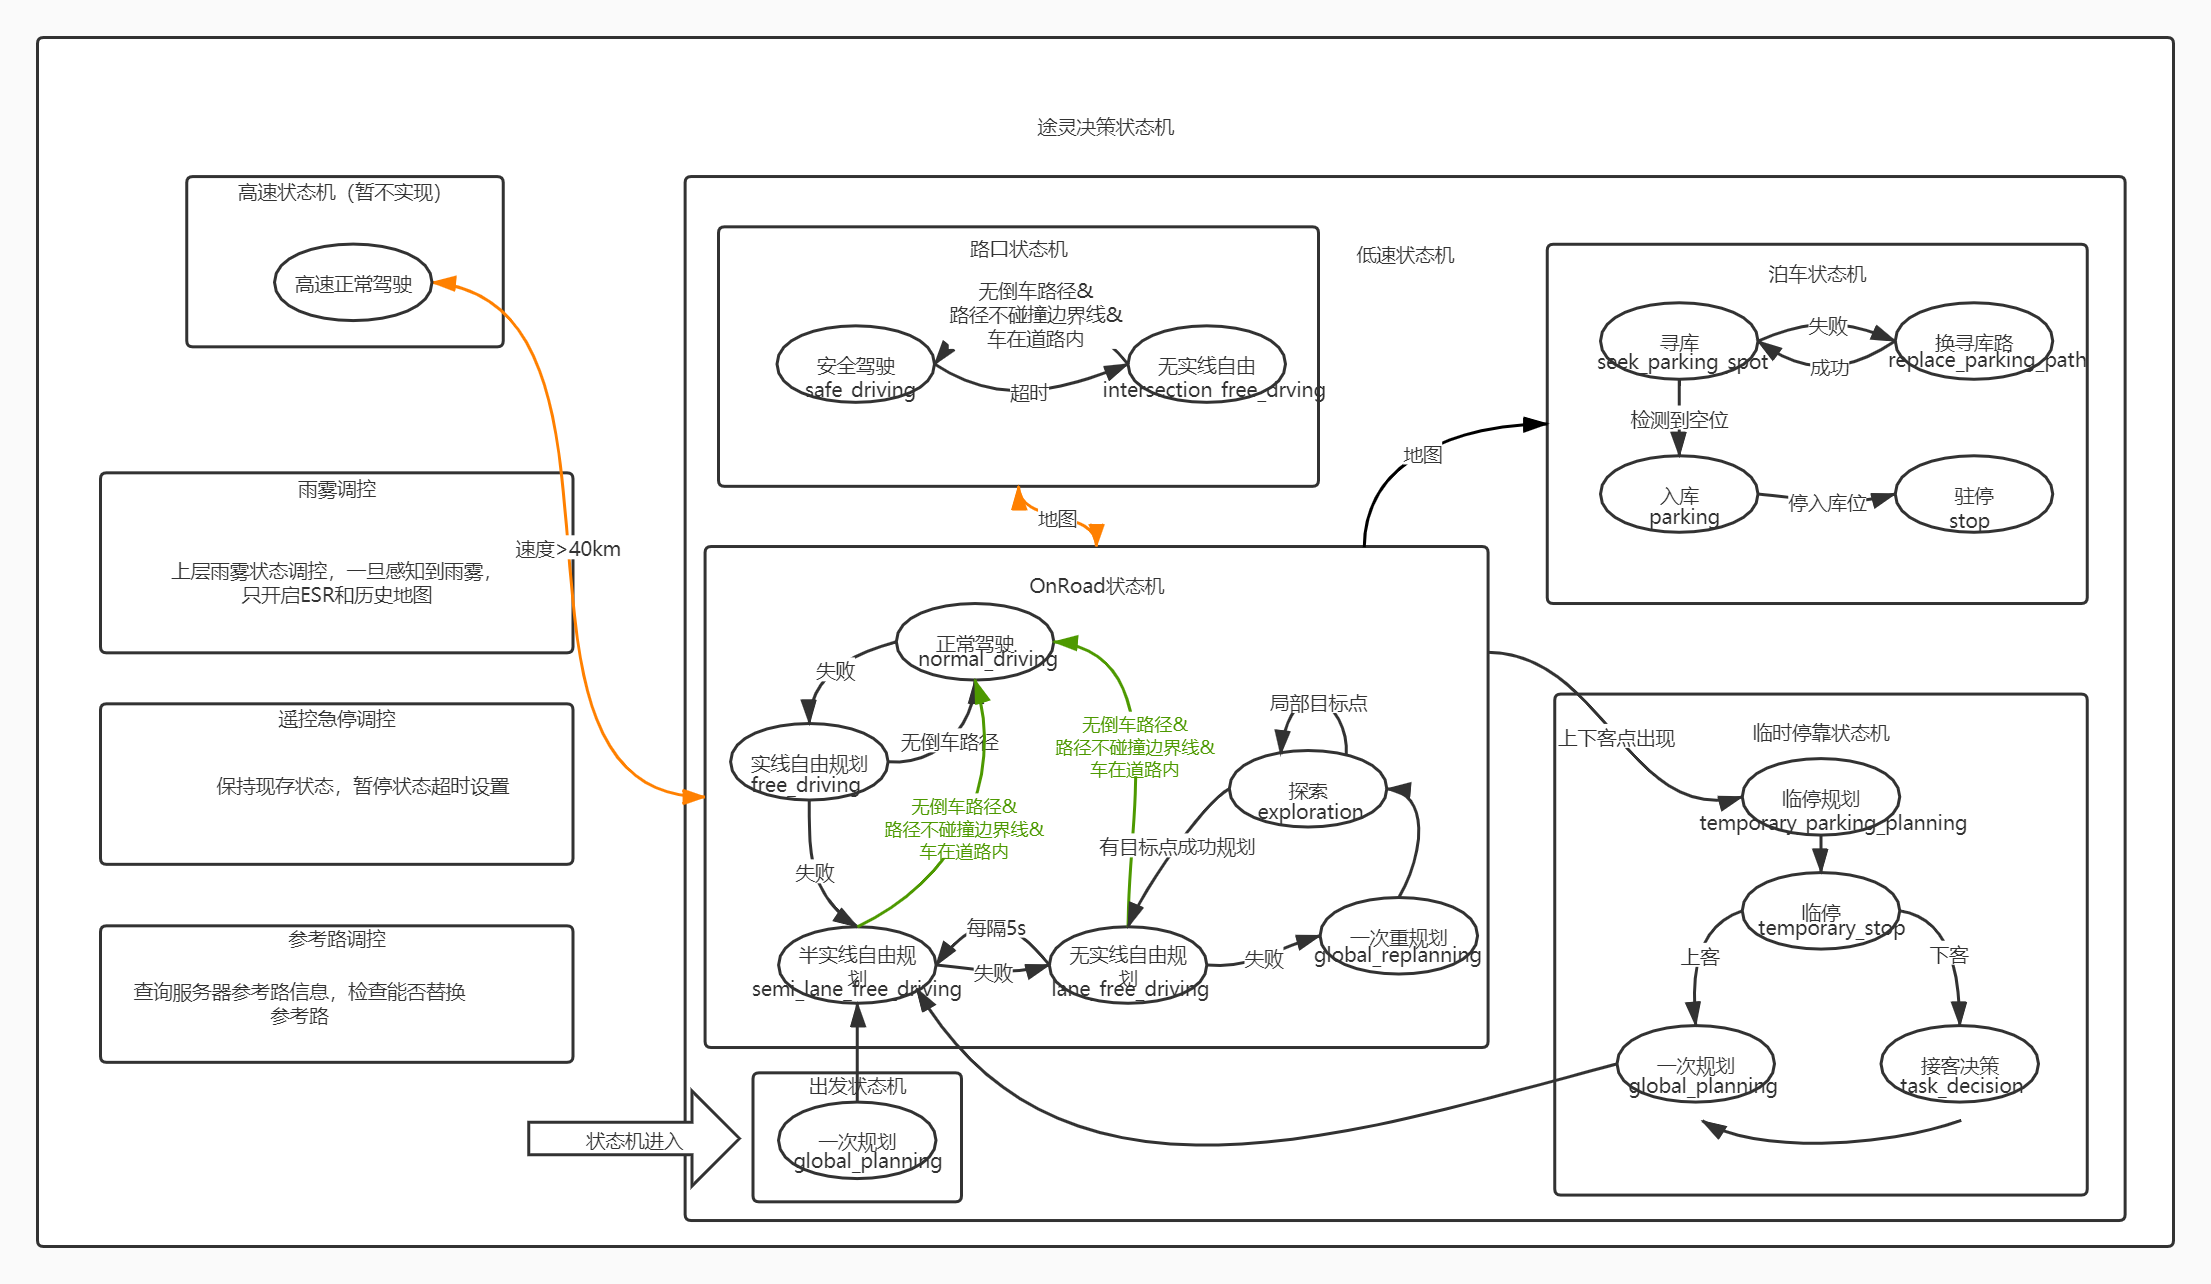 途灵决策状态机
高速状态机（暂不实现）
高速正常驾驶
雨雾调控
上层雨雾状态调控，一旦感知到雨雾，
只开启ESR和历史地图
速度>40km
遥控急停调控
保持现存状态，暂停状态超时设置
参考路调控
查询服务器参考路信息，检查能否替换
参考路
状态机进入
低速状态机
路口状态机
无倒车路径&
路径不碰撞边界线&
车在道路内
安全驾驶
safe_driving
超时
无实线自由
intersection_free_drving
地图
地图
OnRoad状态机
正常驾驶
normal_driving
失败
无倒车路径
实线自由规划
free_driving
失败
无倒车路径&
路径不碰撞边界线&
车在道路内
无倒车路径&
路径不碰撞边界线&
车在道路内
局部目标点
探索
exploration
有目标点成功规划
半实线自由规
划
semi_lane_free_driving
每隔5s
失败
无实线自由规
划
lane_free_driving
失败
一次重规划
global_replanning
出发状态机
一次规划
global_planning
泊车状态机
寻库
seek_parking_spot
失败
成功
换寻库路
replace_parking_path
检测到空位
入库
parking
停入库位
驻停
stop
上下客点出现
临时停靠状态机
临停规划
temporary_parking_planning
临停
temporary_stop
上客
下客
一次规划
global_planning
接客决策
task_decision